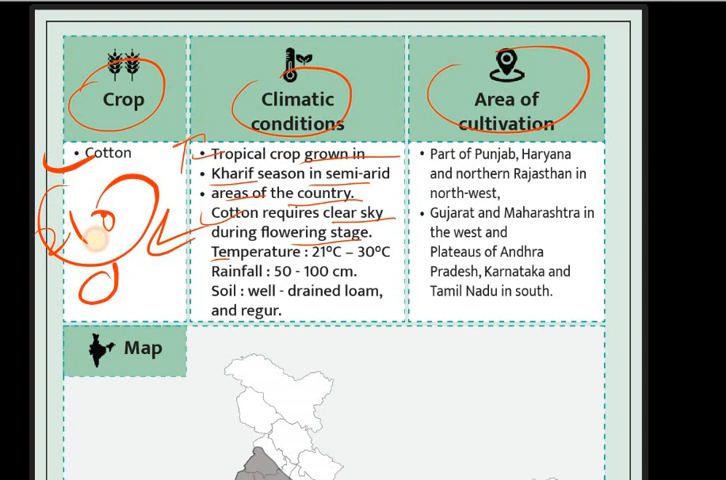 Crop
Climatic
conditions
Area of
cultivation
• Cotton
• Tropical crop grown in
• Kharif season in semi-arid
• areas of the country.
Cotton requires clear sky
during flowering stage.
Temperature : 21°C – 30°C
Rainfall : 50 - 100 cm.
Soil : well - drained loam,
and regur.
• Part of Punjab, Haryana
and northern Rajasthan in
north-west,
• Gujarat and Maharashtra in
the west and
Plateaus of Andhra
Pradesh, Karnataka and
Tamil Nadu in south.
Map